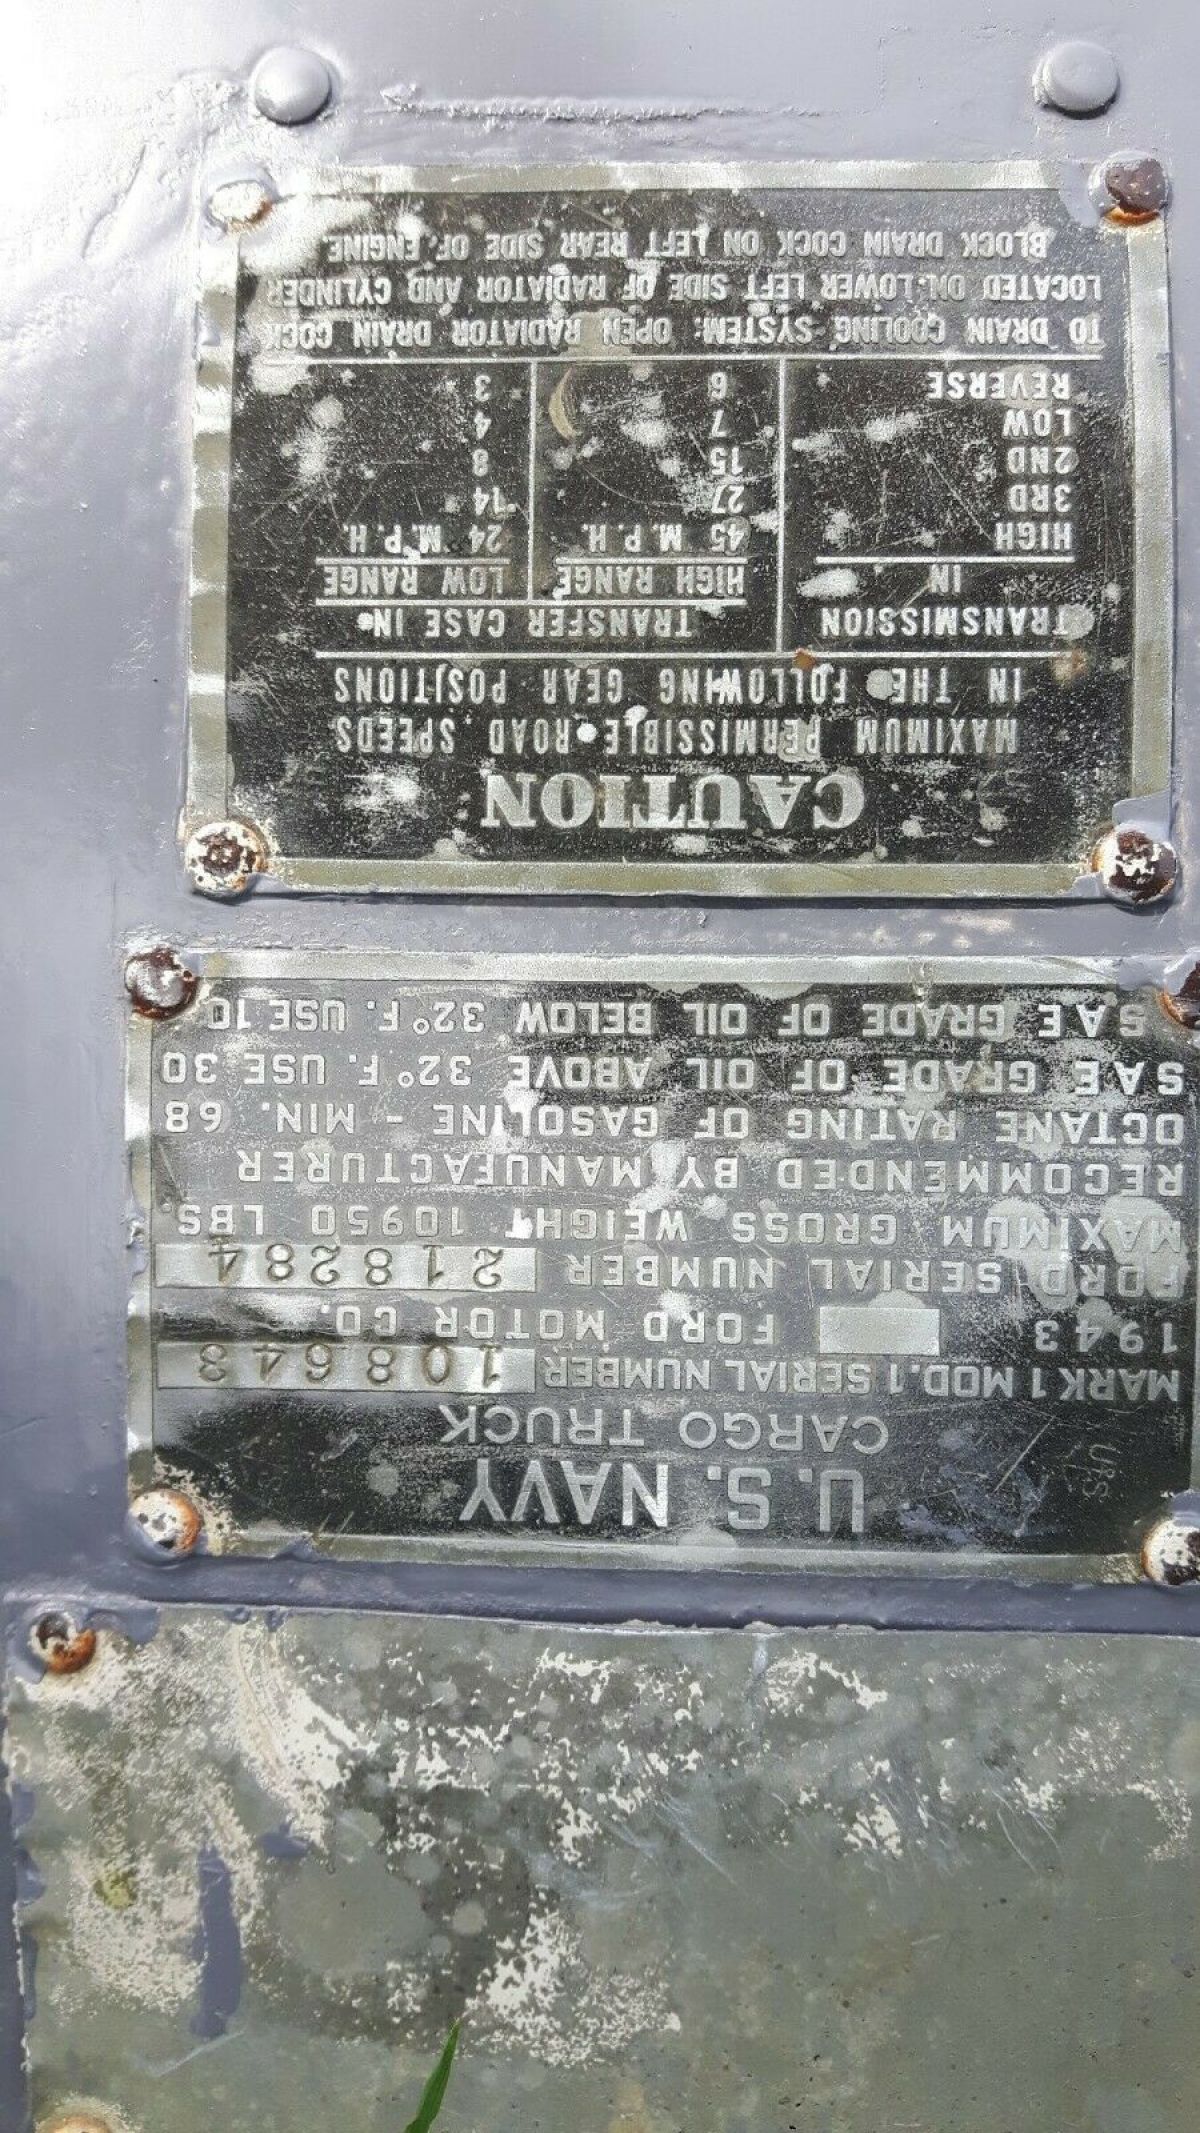 U.S. NAVY
CARGO TRUCK
MARK 1 MOD.1 SERIAL NUMBER 108643
1943 FORD MOTOR CO.
FORD SERIAL NUMBER 218284
MAXIMUM GROSS WEIGHT 10950 LBS.
RECOMMENDED BY MANUFACTURER
OCTANE RATING OF GASOLINE - MIN. 68
SAE GRADE OF OIL ABOVE 32°F. USE 30
SAE GRADE OF OIL BELOW 32°F. USE 10
CAUTION
MAXIMUM PERMISSIBLE ROAD SPEEDS
IN THE FOLLOWING GEAR POSITIONS
TRANSMISSION TRANSFER CASE IN
IN HIGH RANGE LOW RANGE
HIGH 45 M.P.H. 24 M.P.H.
3RD 27 14
2ND 15 8
LOW 7 4
REVERSE 6 3
TO DRAIN COOLING SYSTEM: OPEN RADIATOR DRAIN COCK
LOCATED ON LOWER LEFT SIDE OF RADIATOR AND CYLINDER
BLOCK DRAIN COCK ON LEFT REAR SIDE OF ENGINE